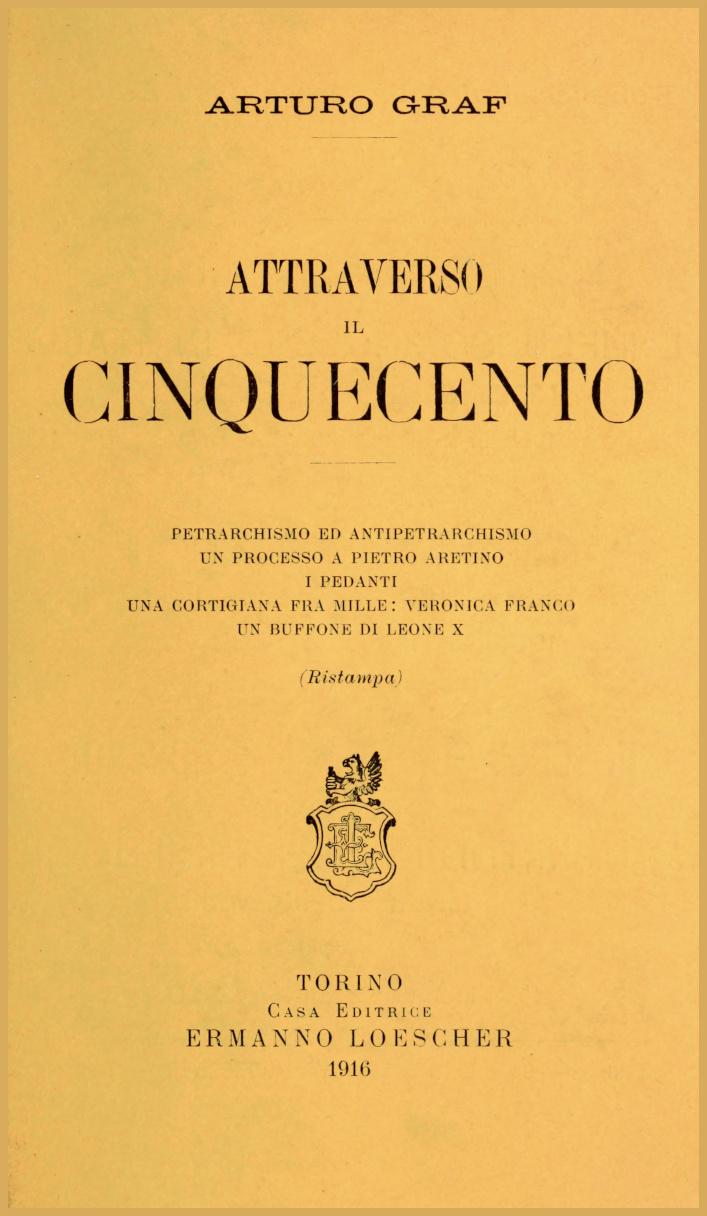 ARTURO GRAF
ATTRAVERSO
IL
CINQUECENTO
PETRARCHISMO ED ANTIPETRARCHISMO
UN PROCESSO A PIETRO ARETINO
I PEDANTI
UNA CORTIGIANA FRA MILLE: VERONICA FRANCO
UN BUFFONE DI LEONE X
(Ristampa)
TORINO
CASA EDITRICE
ERMANNO LOESCHER
1916